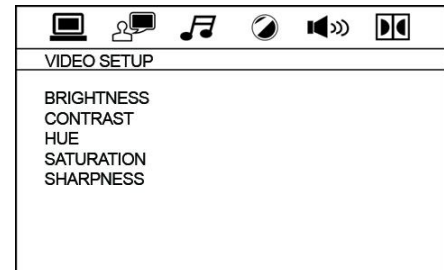 VIDEO SETUP
BRIGHTNESS
CONTRAST
HUE
SATURATION
SHARPNESS